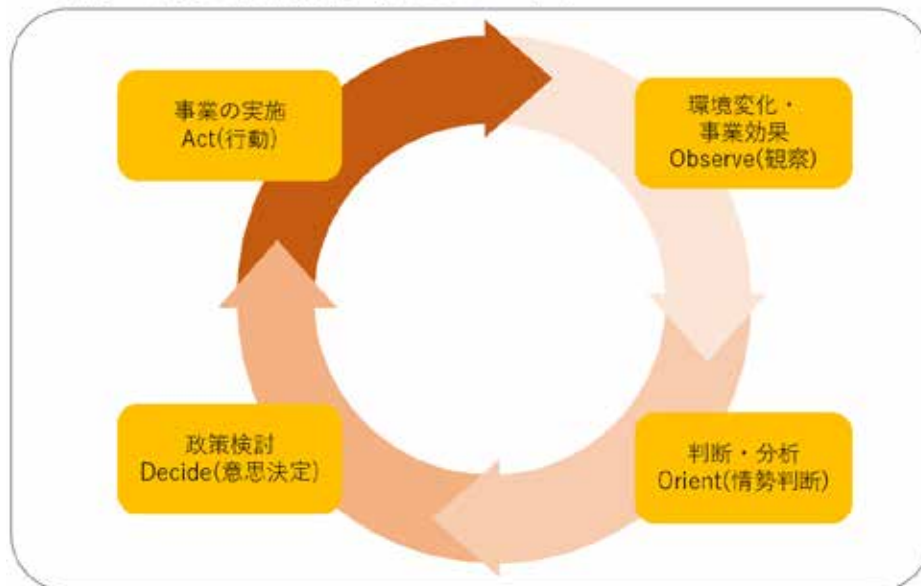 事業の実施
Act(行動)
環境変化・
事業効果
Observe(観察)
政策検討
Decide(意思決定)
判断・分析
Orient(情勢判断)